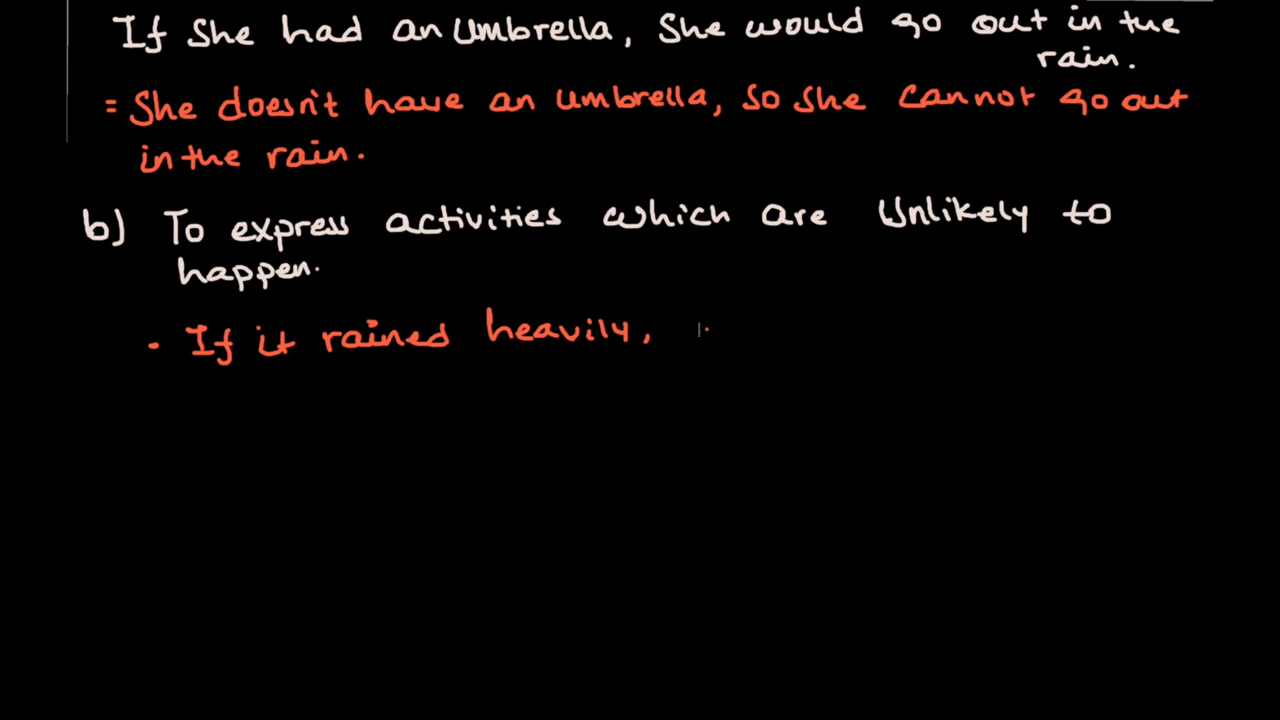 If She had an Umbrella, She would go out in the
rain.
= She doesn't have an umbrella, so she cannot go out
in the rain.
b) To express activities which are Unlikely to
happen.
- If it rained heavily,